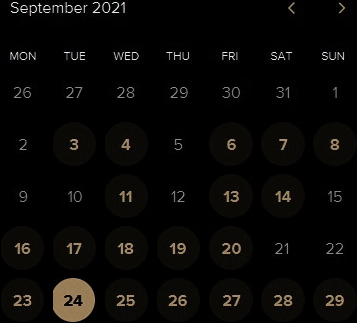 September 2021
MON TUE WED THU FRI SAT SUN
26 27 28 29 30 31 1
2 3 4 5 6 7 8
9 10 11 12 13 14 15
16 17 18 19 20 21 22
23 24 25 26 27 28 29